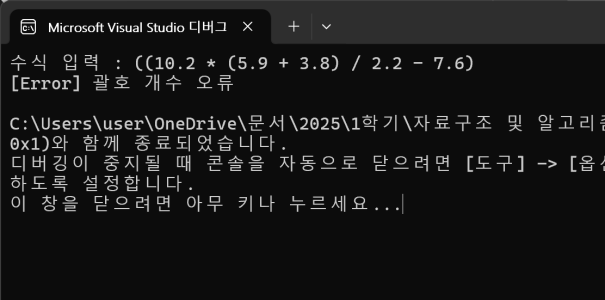 Microsoft Visual Studio 디버그
수식 입력 : ((10.2 * (5.9 + 3.8) / 2.2 - 7.6)
[Error] 괄호 개수 오류
C:\Users\user\OneDrive\문서\2025\1학기\자료구조 및 알고리즘
0x1)와 함께 종료되었습니다.
디버깅이 중지될 때 콘솔을 자동으로 닫으려면 [도구] -> [옵션
하도록 설정합니다.
이 창을 닫으려면 아무 키나 누르세요...